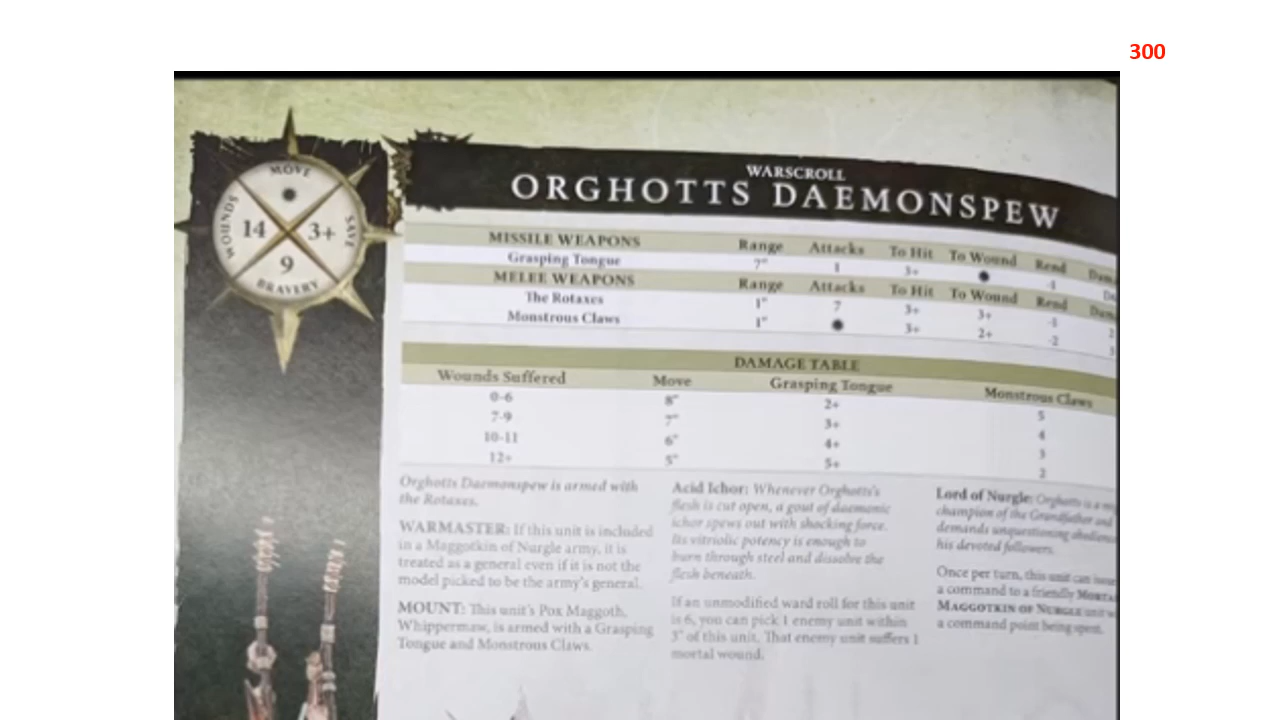 300
WARSCROLL
ORGHOTTS DAEMONSPEW
MOVE
WOUNDS 14 3+ SAVE
9
BRAVERY
MISSILE WEAPONS Range Attacks To Hit To Wound Rend
Grasping Tongue 7" 1 3+ ● -1
MELEE WEAPONS Range Attacks To Hit To Wound Rend
The Rotaxes 1" 7 3+ 3+ -1 2
Monstrous Claws 1" ● 3+ 2+ -2 3
DAMAGE TABLE
Wounds Suffered Move Grasping Tongue Monstrous Claws
0-6 8" 2+ 5
7-9 7" 3+ 4
10-11 6" 4+ 3
12+ 5" 5+ 2
Orghotts Daemonspew is armed with
the Rotaxes.
WARMASTER: If this unit is included
in a Maggotkin of Nurgle army, it is
treated as a general even if it is not the
model picked to be the army's general.
MOUNT: This unit's Pox Maggoth,
Whippermaw, is armed with a Grasping
Tongue and Monstrous Claws.
Acid Ichor: Whenever Orghotts's
flesh is cut open, a gout of daemonic
ichor spews out with shocking force.
Its vitriolic potency is enough to
burn through steel and dissolve the
flesh beneath.
If an unmodified ward roll for this unit
is 6, you can pick 1 enemy unit within
3" of this unit. That enemy unit suffers 1
mortal wound.
Lord of Nurgle: Orghotts is a
champion of the Grandfather and
demands unquestioning
his devoted followers.
Once per turn, this unit can issue
a command to a friendly
MAGGOTKIN OF NURGLE unit
a command point being spent.